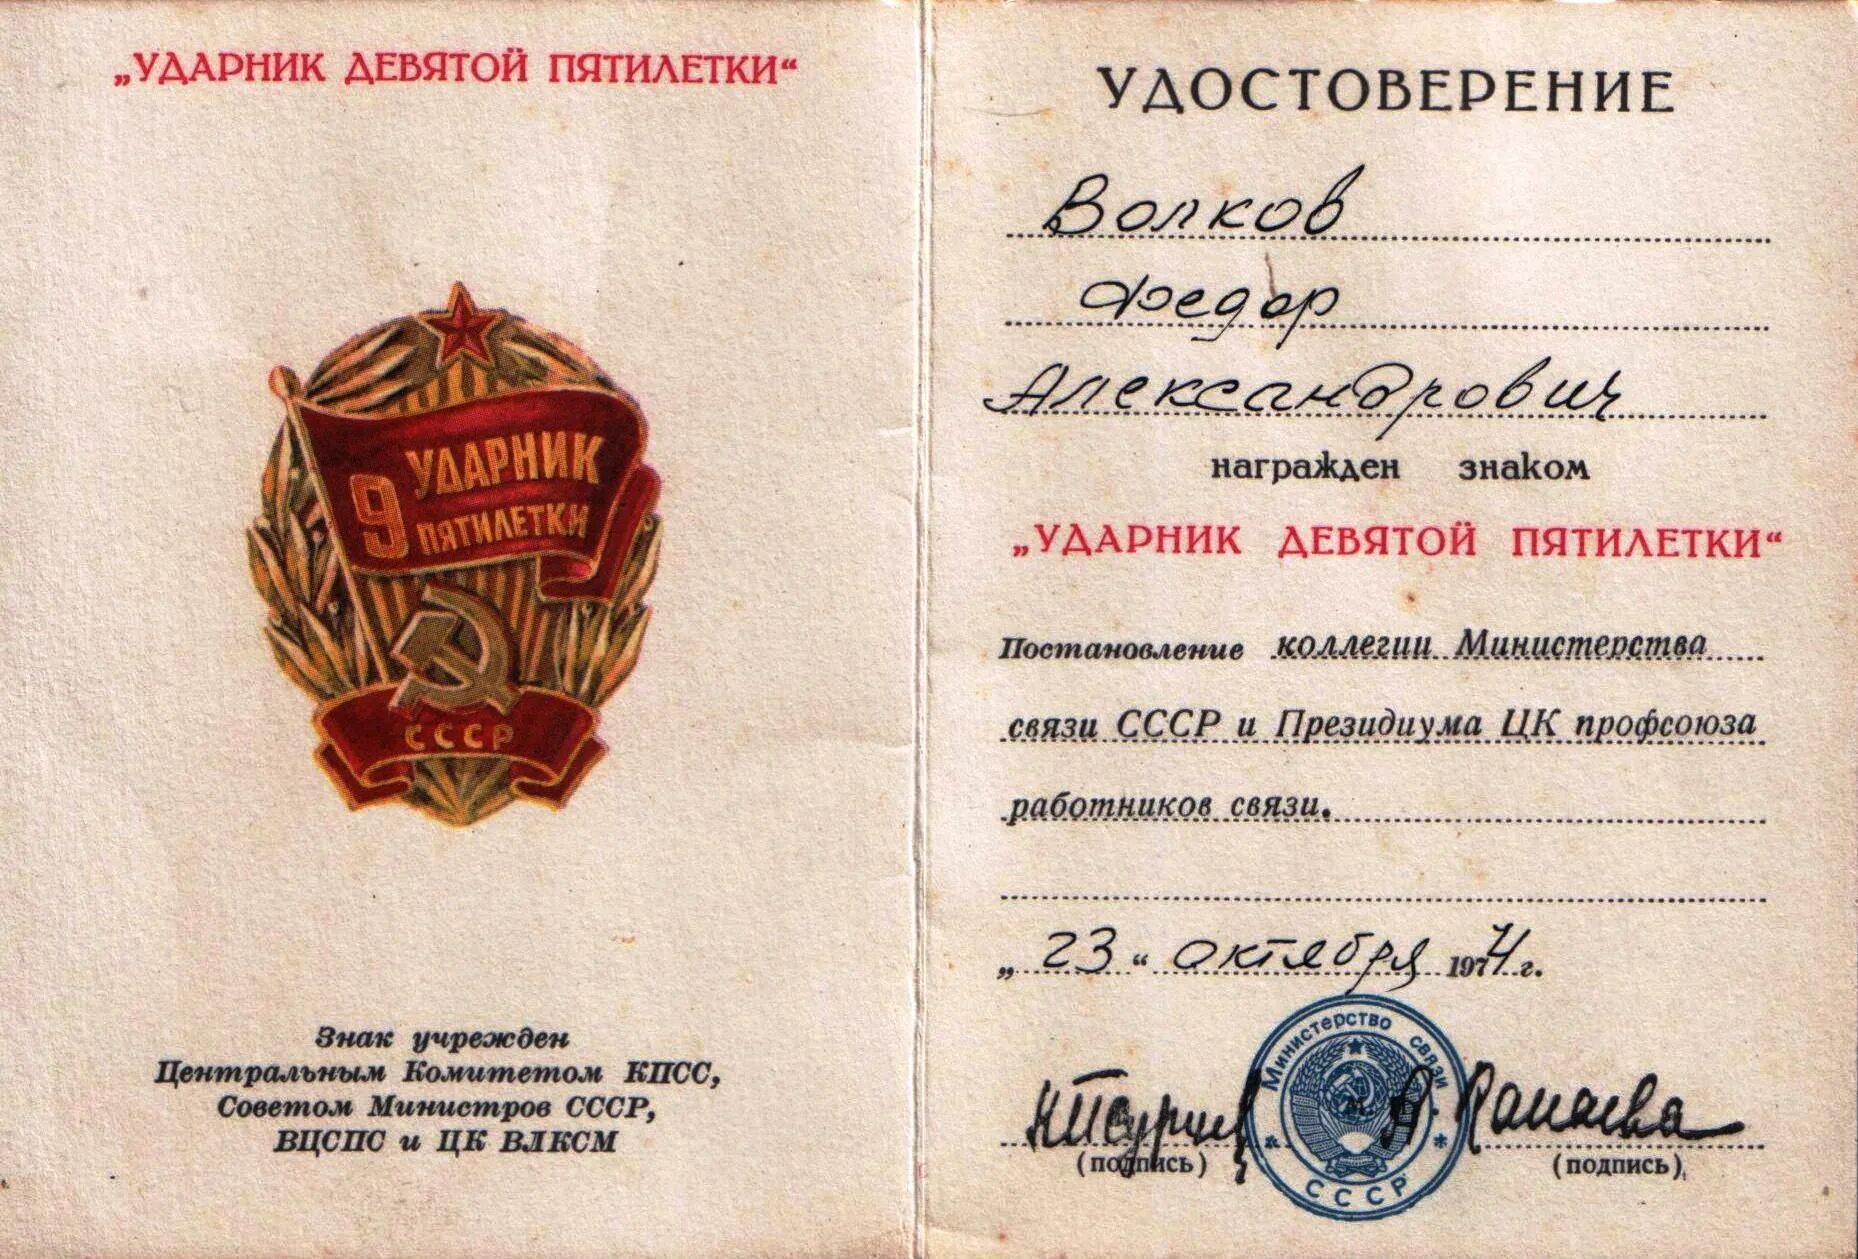 „УДАРНИК ДЕВЯТОЙ ПЯТИЛЕТКИ“
9 УДАРНИК
ПЯТИЛЕТКИ
СССР
Знак учрежден
Центральным Комитетом КПСС,
Советом Министров СССР,
ВЦСПС и ЦК ВЛКСМ
УДОСТОВЕРЕНИЕ
Волков
Федор
Александрович
награжден знаком
„УДАРНИК ДЕВЯТОЙ ПЯТИЛЕТКИ“
Постановление коллегии Министерства
связи СССР и Президиума ЦК профсоюза
работников связи.
„23“ октября 1974 г.
Министерство связи
СССР
(подпись) (подпись)